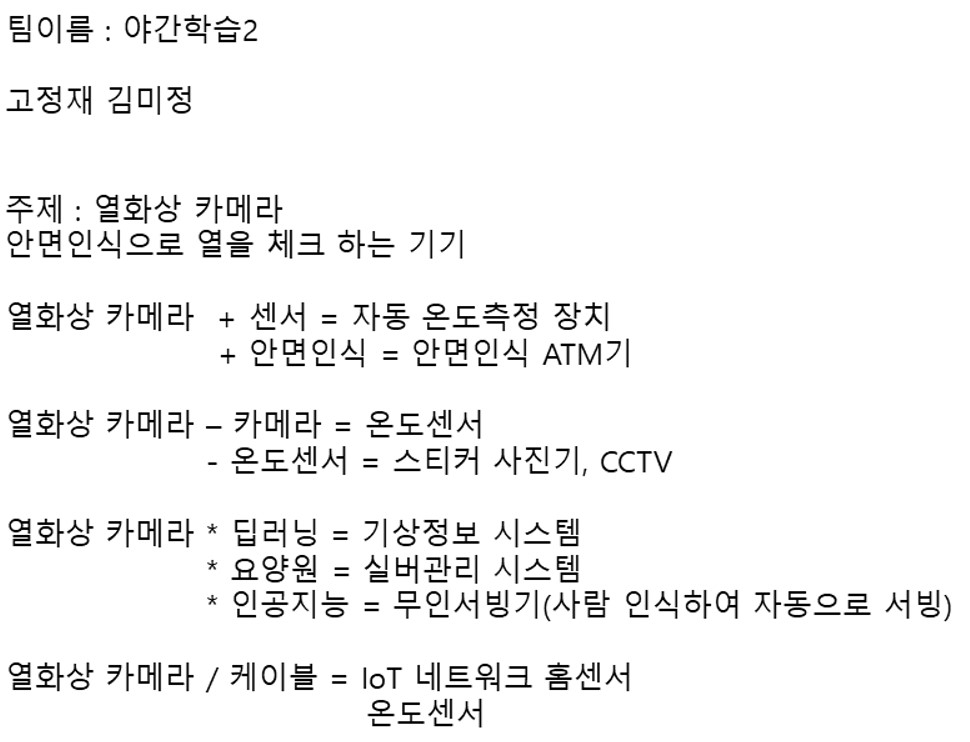 팀이름 : 야간학습2
고정재 김미정
주제 : 열화상 카메라
안면인식으로 열을 체크 하는 기기
열화상 카메라 + 센서 = 자동 온도측정 장치
+ 안면인식 = 안면인식 ATM기
열화상 카메라 – 카메라 = 온도센서
- 온도센서 = 스티커 사진기, CCTV
열화상 카메라 * 딥러닝 = 기상정보 시스템
* 요양원 = 실버관리 시스템
* 인공지능 = 무인서빙기(사람 인식하여 자동으로 서빙)
열화상 카메라 / 케이블 = IoT 네트워크 홈센서
온도센서